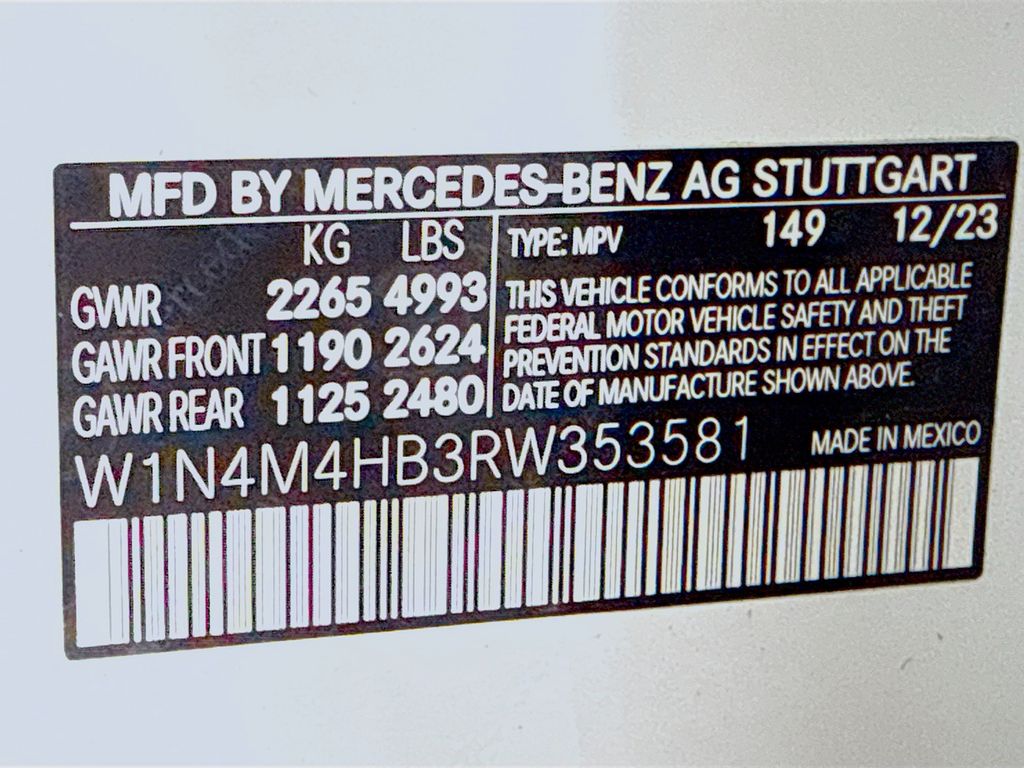 MFD BY MERCEDES-BENZ AG STUTTGART
KG LBS
GVWR 2265 4993
GAWR FRONT 1190 2624
GAWR REAR 1125 2480
TYPE: MPV 149 12/23
THIS VEHICLE CONFORMS TO ALL APPLICABLE
FEDERAL MOTOR VEHICLE SAFETY AND THEFT
PREVENTION STANDARDS IN EFFECT ON THE
DATE OF MANUFACTURE SHOWN ABOVE.
W1N4M4HB3RW353581 MADE IN MEXICO